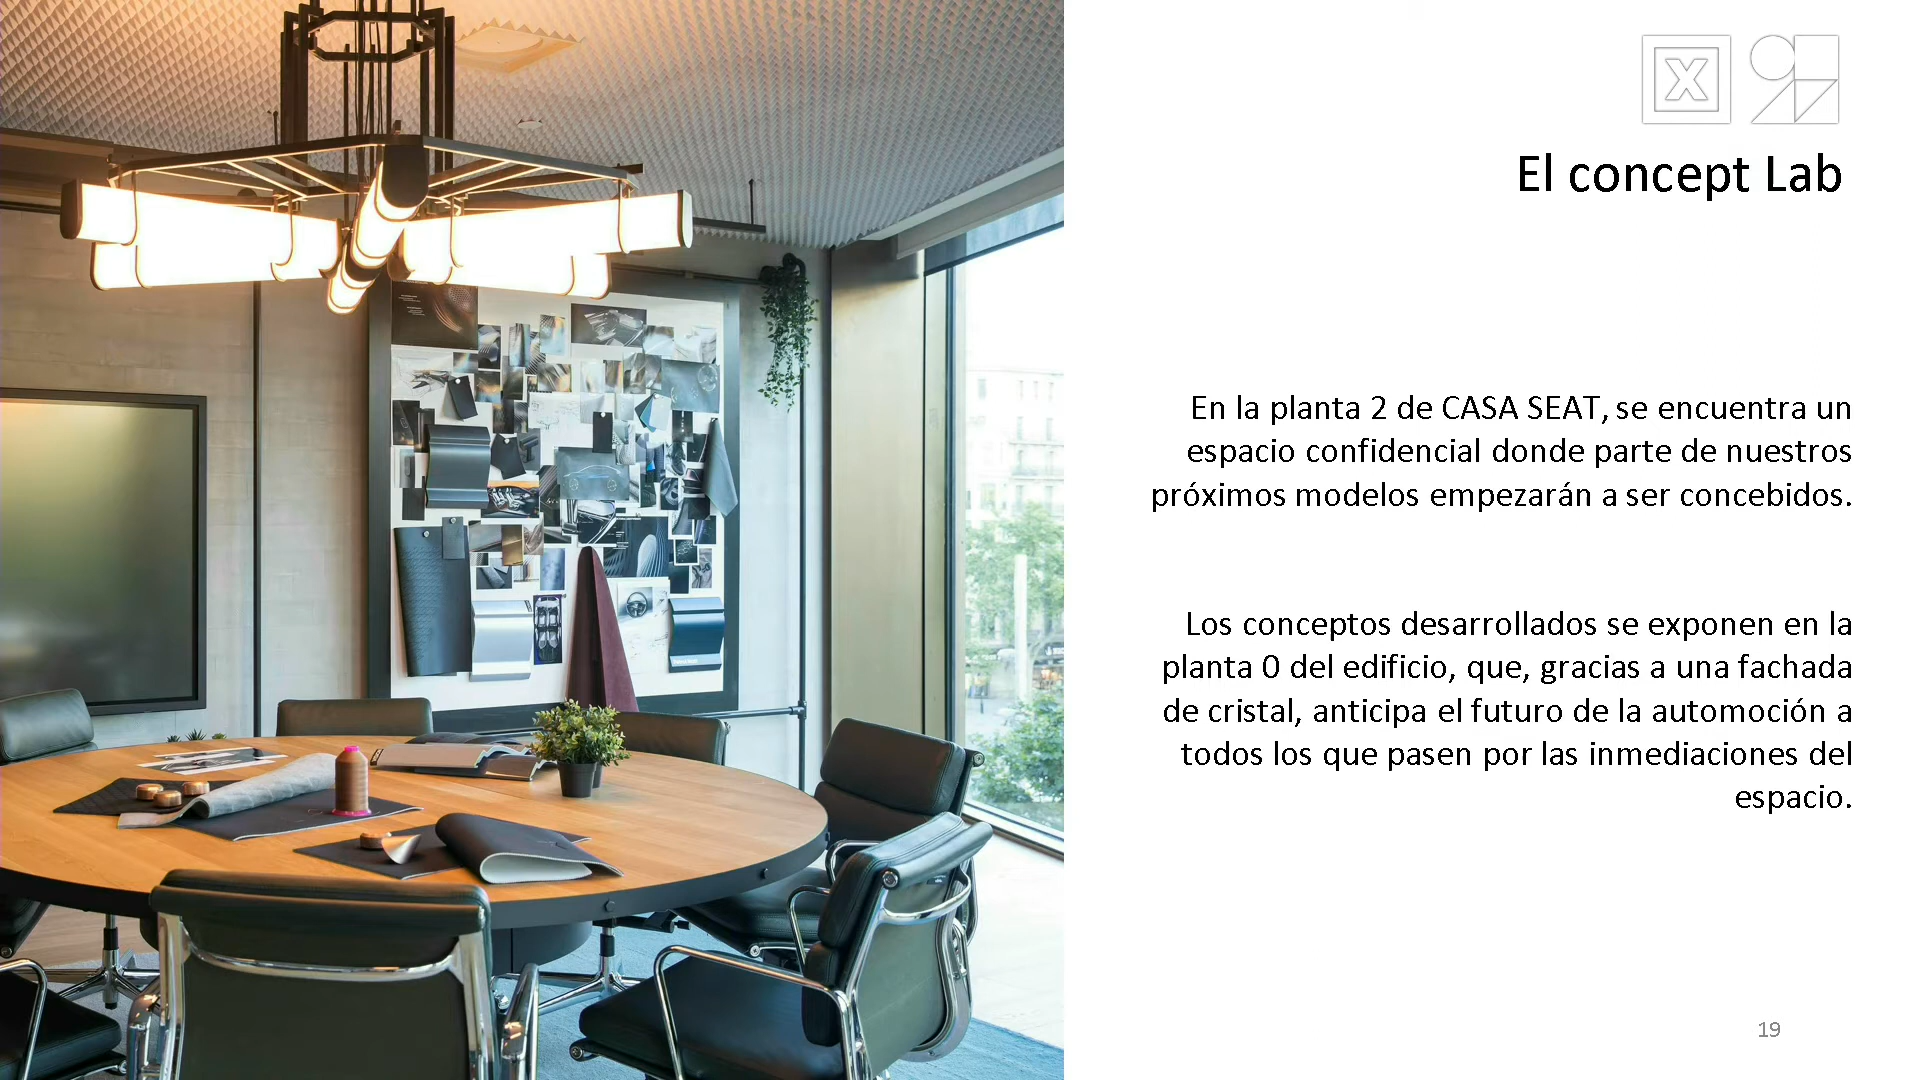 El concept Lab
En la planta 2 de CASA SEAT, se encuentra un
espacio confidencial donde parte de nuestros
próximos modelos empezarán a ser concebidos.
Los conceptos desarrollados se exponen en la
planta 0 del edificio, que, gracias a una fachada
de cristal, anticipa el futuro de la automoción a
todos los que pasen por las inmediaciones del
espacio.
19